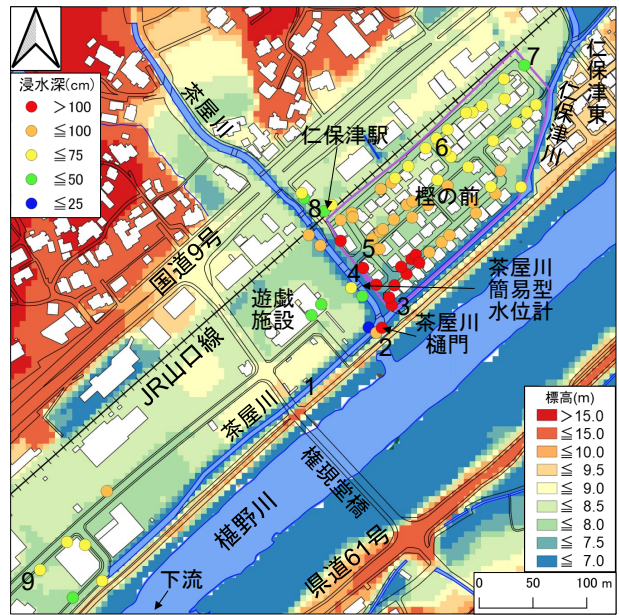 浸水深(cm)
>100
≦100
≦75
≦50
≦25
茶屋川
仁保津駅
7
仁保津東
仁保津川
6
樫の前
8
国道9号
5
4
茶屋川
簡易型
水位計
遊戯
施設
3
茶屋川
樋門
2
JR山口線
1
茶屋川
権現堂橋
椹野川
県道61号
9
下流
標高(m)
>15.0
≦15.0
≦10.0
≦ 9.5
≦ 9.0
≦ 8.5
≦ 8.0
≦ 7.5
≦ 7.0
0 50 100 m